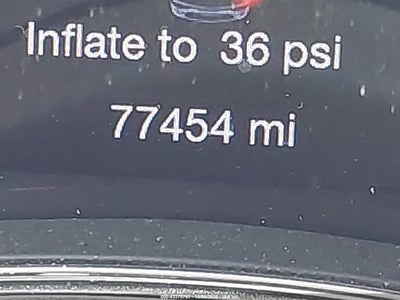 Inflate to 36 psi
77454 mi